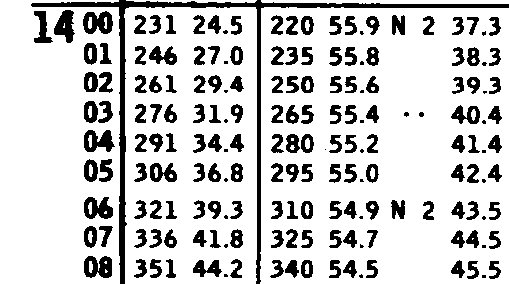 14 00 231 24.5 220 55.9 N 2 37.3
01 246 27.0 235 55.8 38.3
02 261 29.4 250 55.6 39.3
03 276 31.9 265 55.4 .. 40.4
04 291 34.4 280 55.2 41.4
05 306 36.8 295 55.0 42.4
06 321 39.3 310 54.9 N 2 43.5
07 336 41.8 325 54.7 44.5
08 351 44.2 340 54.5 45.5